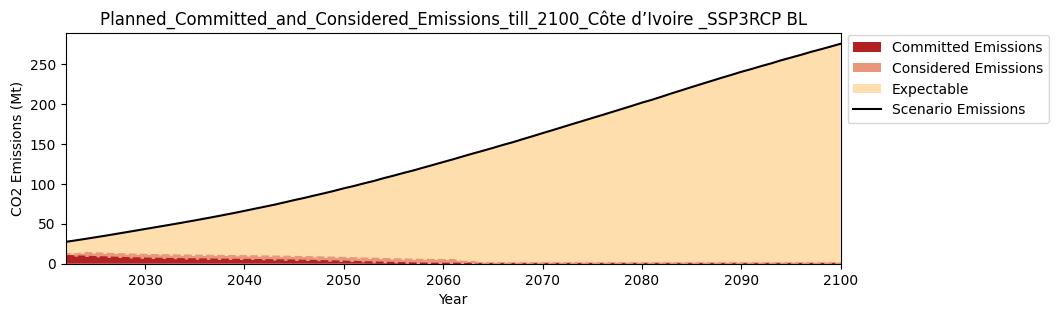 Planned_Committed_and_Considered_Emissions_till_2100_Côte d’Ivoire _SSP3RCP BL
CO2 Emissions (Mt)
250
200
150
100
50
0
2030 2040 2050 2060 2070 2080 2090 2100
Year
Committed Emissions
Considered Emissions
Expectable
Scenario Emissions